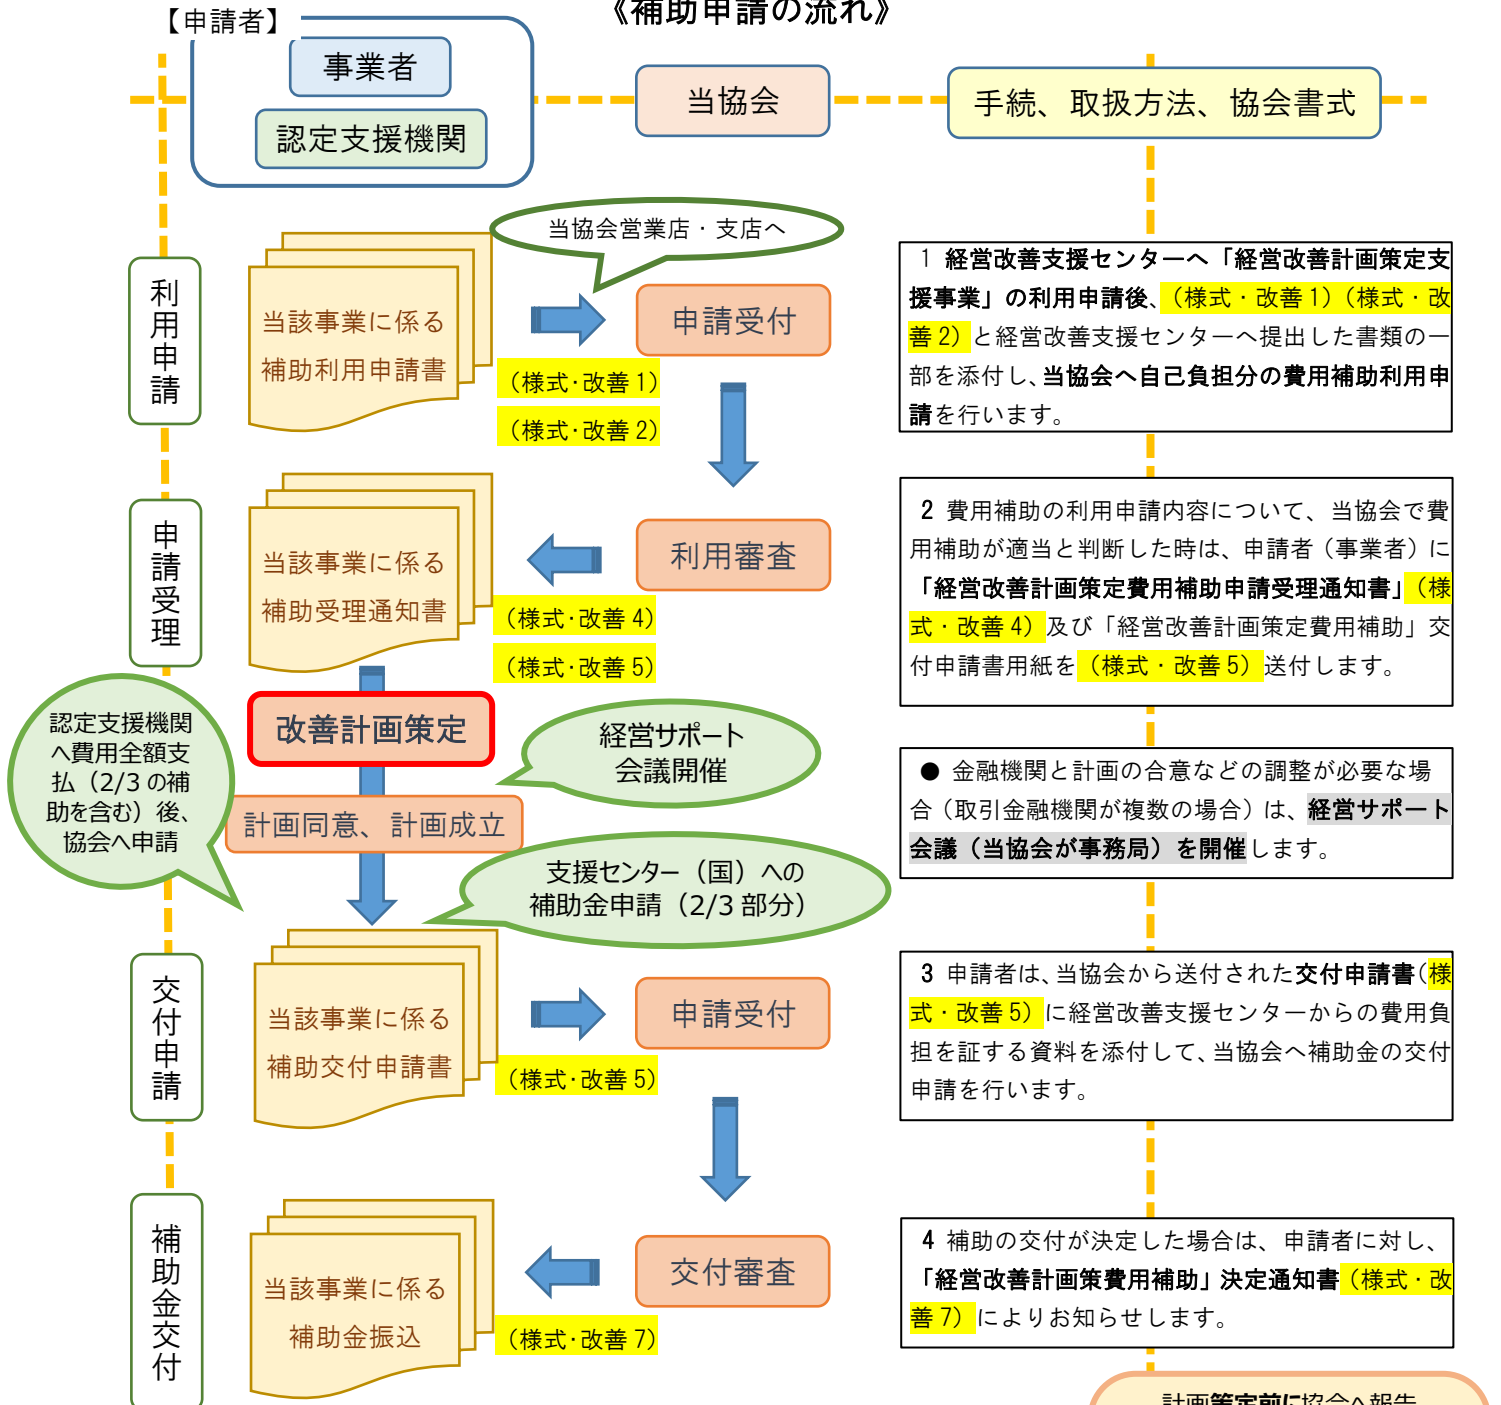 《補助申請の流れ》
【申請者】
事業者
認定支援機関
当協会
手続、取扱方法、協会書式
利用申請
当該事業に係る
補助利用申請書
当協会営業店・支店へ
申請受付
（様式・改善1）
（様式・改善2）
1 経営改善支援センターへ「経営改善計画策定支
援事業」の利用申請後、（様式・改善1）（様式・改
善2）と経営改善支援センターへ提出した書類の一
部を添付し、当協会へ自己負担分の費用補助利用申
請を行います。
申請受理
当該事業に係る
補助受理通知書
利用審査
（様式・改善4）
（様式・改善5）
2 費用補助の利用申請内容について、当協会で費
用補助が適当と判断した時は、申請者（事業者）に
「経営改善計画策定費用補助申請受理通知書」（様
式・改善4）及び「経営改善計画策定費用補助」交
付申請書用紙を（様式・改善5）送付します。
認定支援機関
へ費用全額支
払（2/3の補
助を含む）後、
協会へ申請
改善計画策定
経営サポート
会議開催
計画同意、計画成立
● 金融機関と計画の合意などの調整が必要な場
合（取引金融機関が複数の場合）は、経営サポート
会議（当協会が事務局）を開催します。
支援センター（国）への
補助金申請（2/3部分）
交付申請
当該事業に係る
補助交付申請書
申請受付
（様式・改善5）
3 申請者は、当協会から送付された交付申請書（様
式・改善5）に経営改善支援センターからの費用負
担を証する資料を添付して、当協会へ補助金の交付
申請を行います。
補助金交付
当該事業に係る
補助金振込
交付審査
（様式・改善7）
4 補助の交付が決定した場合は、申請者に対し、
「経営改善計画策費用補助」決定通知書（様式・改
善7）によりお知らせします。
計画策定前に協会へ報告